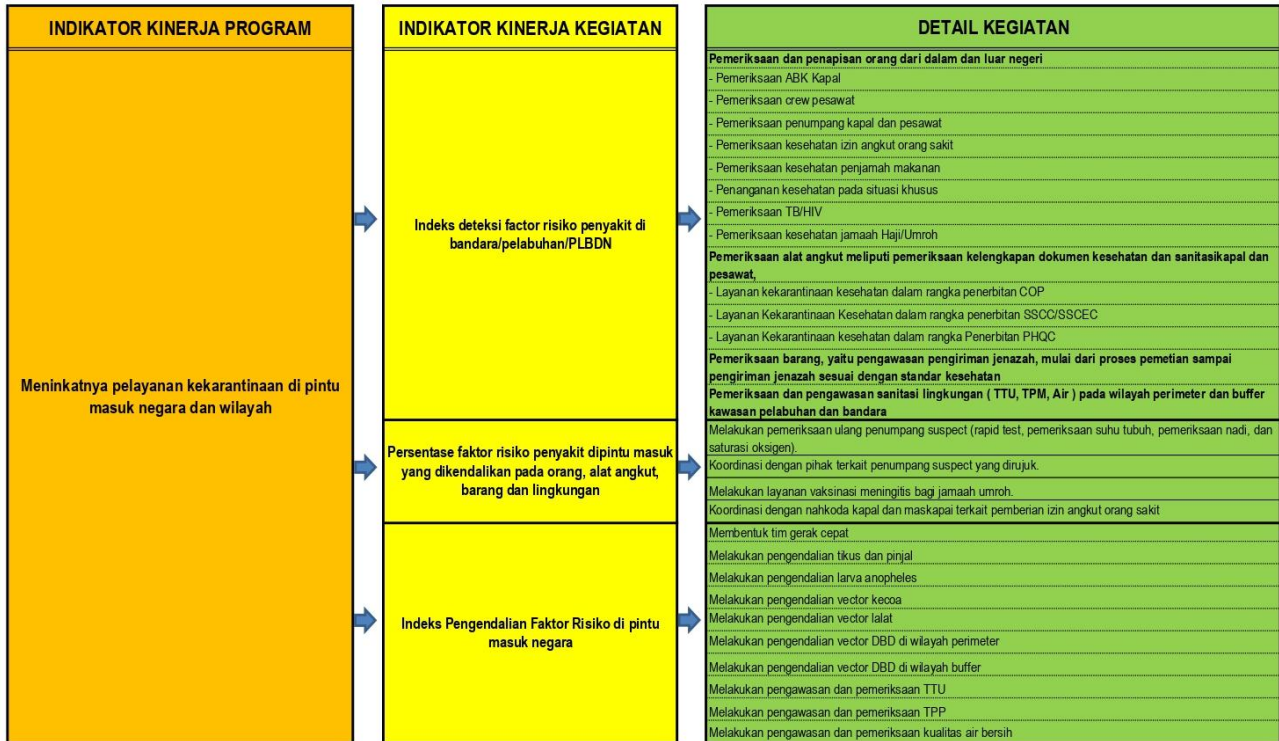 INDIKATOR KINERJA PROGRAM
INDIKATOR KINERJA KEGIATAN
DETAIL KEGIATAN
Meninkatnya pelayanan kekarantinaan di pintu
masuk negara dan wilayah
Indeks deteksi factor risiko penyakit di
bandara/pelabuhan/PLBDN
Pemeriksaan dan penapisan orang dari dalam dan luar negeri
- Pemeriksaan ABK Kapal
- Pemeriksaan crew pesawat
- Pemeriksaan penumpang kapal dan pesawat
- Pemeriksaan kesehatan izin angkut orang sakit
- Pemeriksaan kesehatan penjamah makanan
- Penanganan kesehatan pada situasi khusus
- Pemeriksaan TB/HIV
- Pemeriksaan kesehatan jamaah Haji/Umroh
Pemeriksaan alat angkut meliputi pemeriksaan kelengkapan dokumen kesehatan dan sanitasikapal dan
pesawat,
- Layanan kekarantinaan kesehatan dalam rangka penerbitan COP
- Layanan Kekarantinaan Kesehatan dalam rangka penerbitan SSCC/SSCEC
- Layanan Kekarantinaan kesehatan dalam rangka Penerbitan PHQC
Pemeriksaan barang, yaitu pengawasan pengiriman jenazah, mulai dari proses pemetian sampai
pengiriman jenazah sesuai dengan standar kesehatan
Pemeriksaan dan pengawasan sanitasi lingkungan ( TTU, TPM, Air ) pada wilayah perimeter dan buffer
kawasan pelabuhan dan bandara
Persentase faktor risiko penyakit dipintu masuk
yang dikendalikan pada orang, alat angkut,
barang dan lingkungan
Melakukan pemeriksaan ulang penumpang suspect (rapid test, pemeriksaan suhu tubuh, pemeriksaan nadi, dan
saturasi oksigen).
Koordinasi dengan pihak terkait penumpang suspect yang dirujuk.
Melakukan layanan vaksinasi meningitis bagi jamaah umroh.
Koordinasi dengan nahkoda kapal dan maskapai terkait pemberian izin angkut orang sakit
Indeks Pengendalian Faktor Risiko di pintu
masuk negara
Membentuk tim gerak cepat
Melakukan pengendalian tikus dan pinjal
Melakukan pengendalian larva anopheles
Melakukan pengendalian vector kecoa
Melakukan pengendalian vector lalat
Melakukan pengendalian vector DBD di wilayah perimeter
Melakukan pengendalian vector DBD di wilayah buffer
Melakukan pengawasan dan pemeriksaan TTU
Melakukan pengawasan dan pemeriksaan TPP
Melakukan pengawasan dan pemeriksaan kualitas air bersih